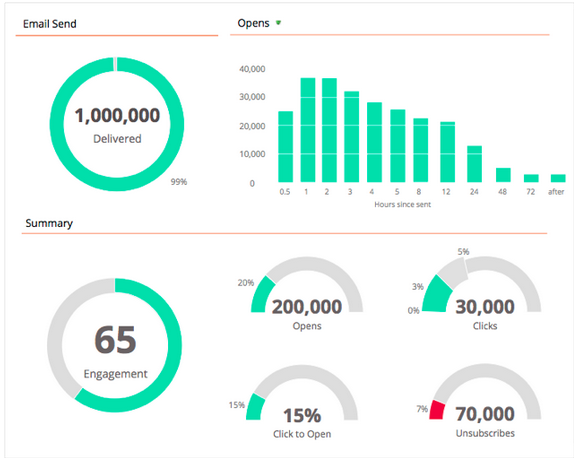 Email Send
1,000,000
Delivered
99%
Opens
40,000
30,000
20,000
10,000
0
0.5 1 2 3 4 5 8 12 24 48 72 after
Hours since sent
Summary
65
Engagement
20%
200,000
Opens
5%
3%
0%
30,000
Clicks
15%
15%
Click to Open
7%
70,000
Unsubscribes